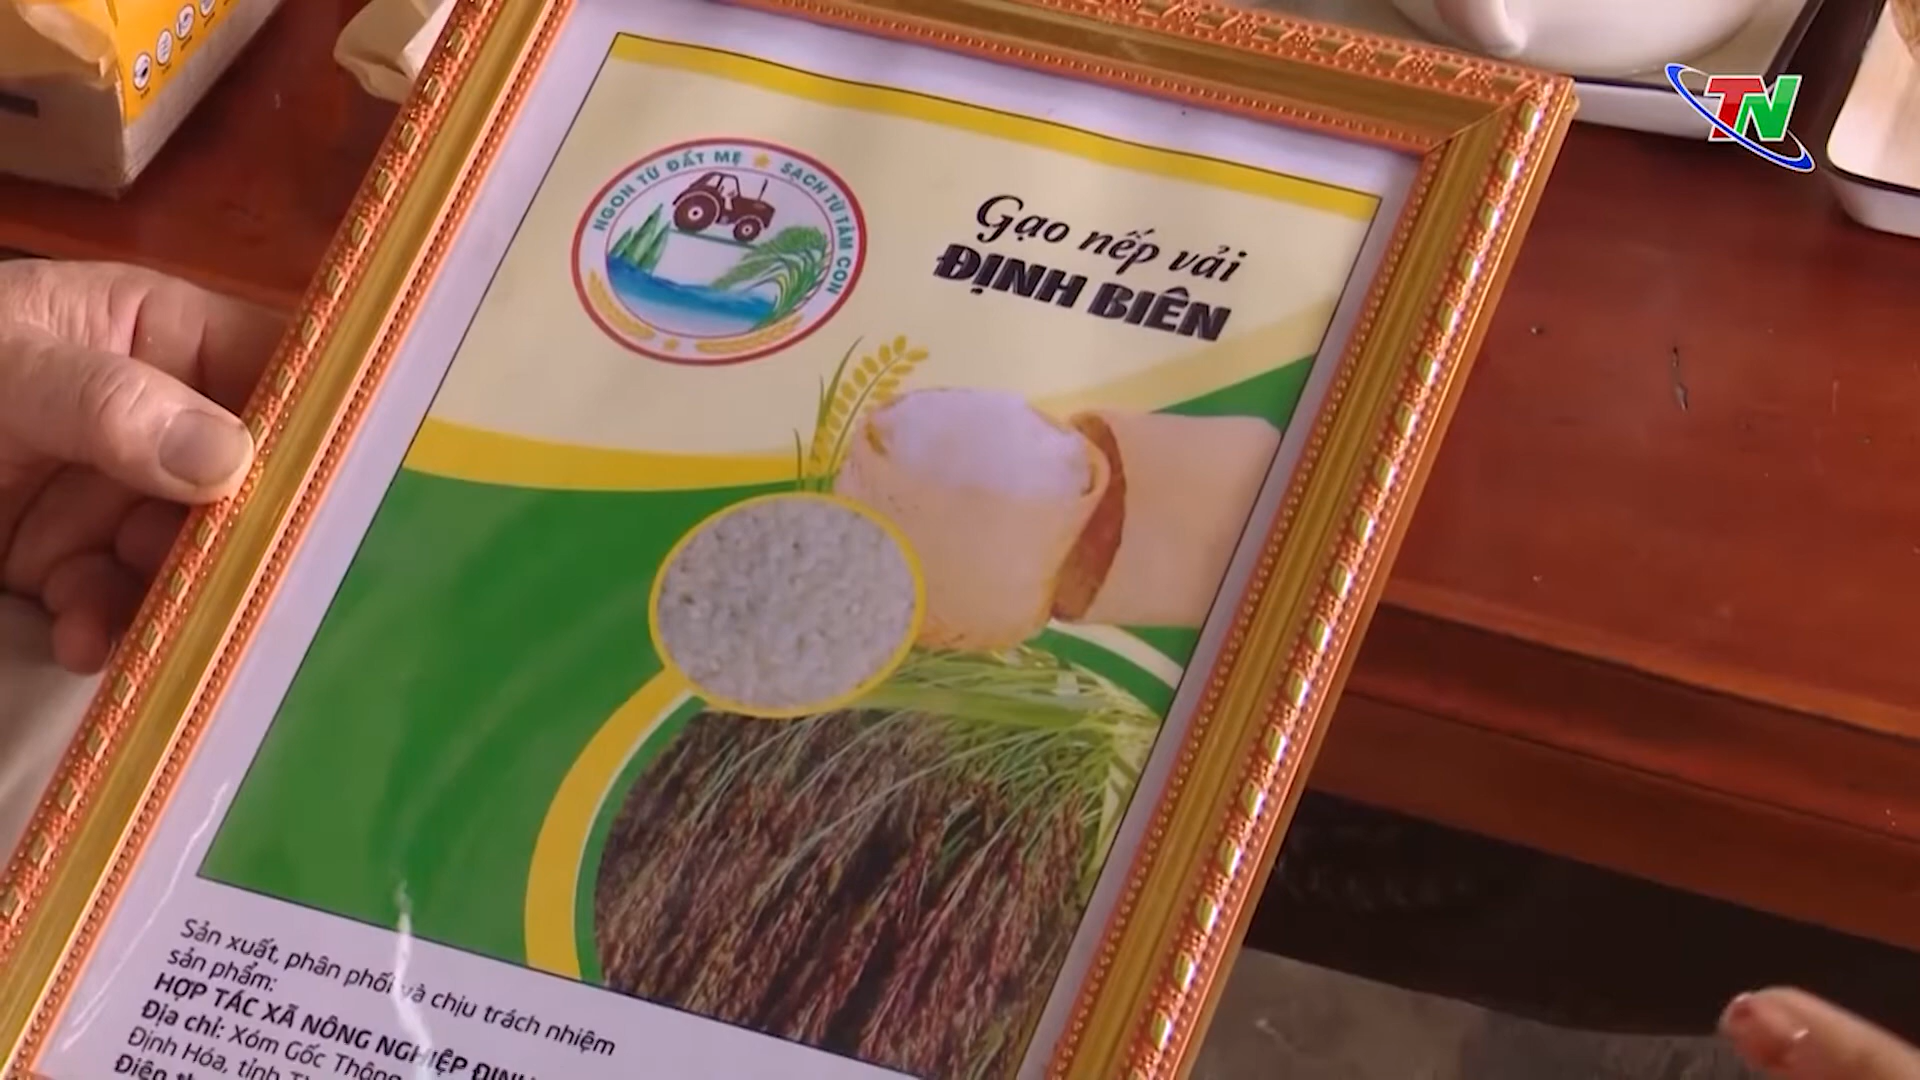 TN
NGON TỪ ĐẤT MẸ ★ SẠCH TỪ TÂM CON
Gạo nếp vải
ĐỊNH BIÊN
Sản xuất, phân phối và chịu trách nhiệm
sản phẩm:
HỢP TÁC XÃ NÔNG NGHIỆP ĐỊNH
Địa chỉ: Xóm Gốc Thông
Định Hóa, tỉnh
Điện